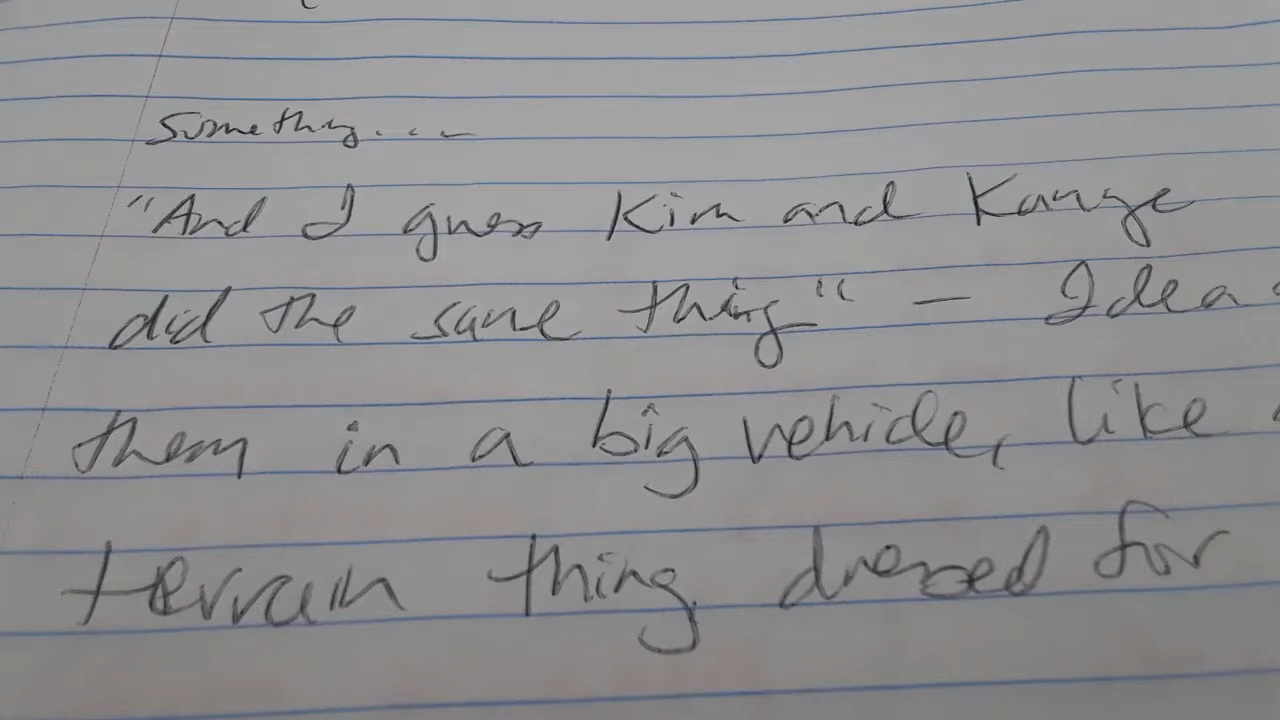 something...
"And I guess Kim and Kanye
did the same thing" - Idea
them in a big vehicle, like
terrain thing dressed for